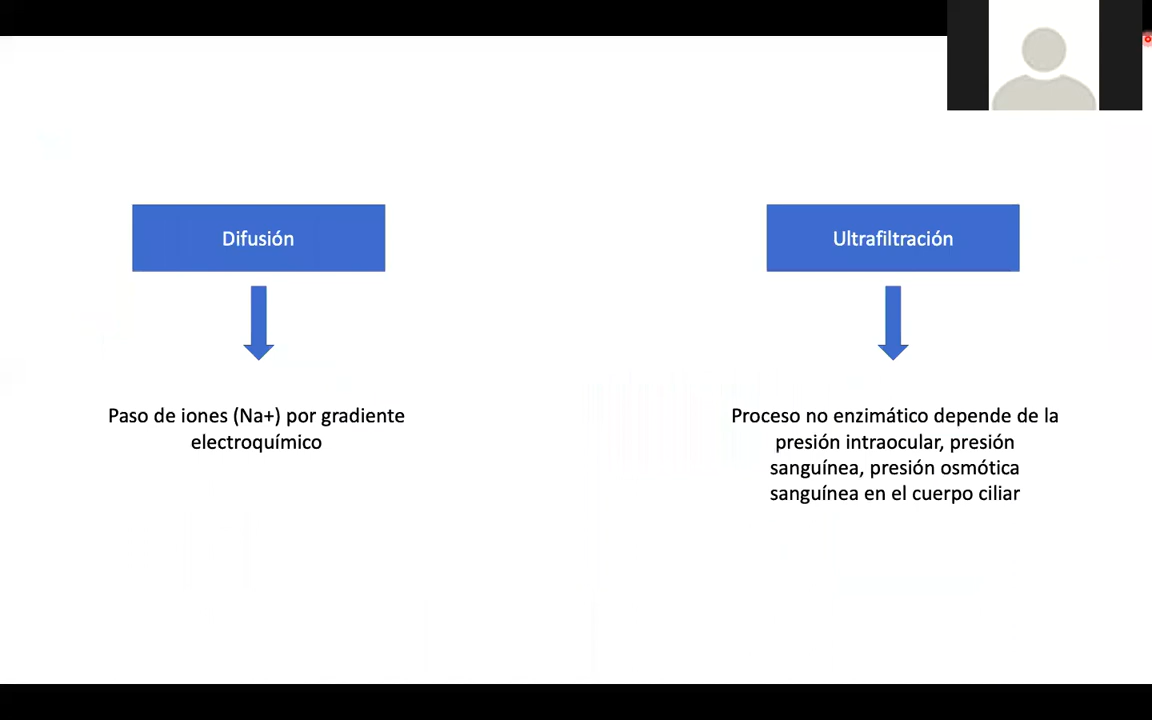 Difusión
Paso de iones (Na+) por gradiente
electroquímico
Ultrafiltración
Proceso no enzimático depende de la
presión intraocular, presión
sanguínea, presión osmótica
sanguínea en el cuerpo ciliar